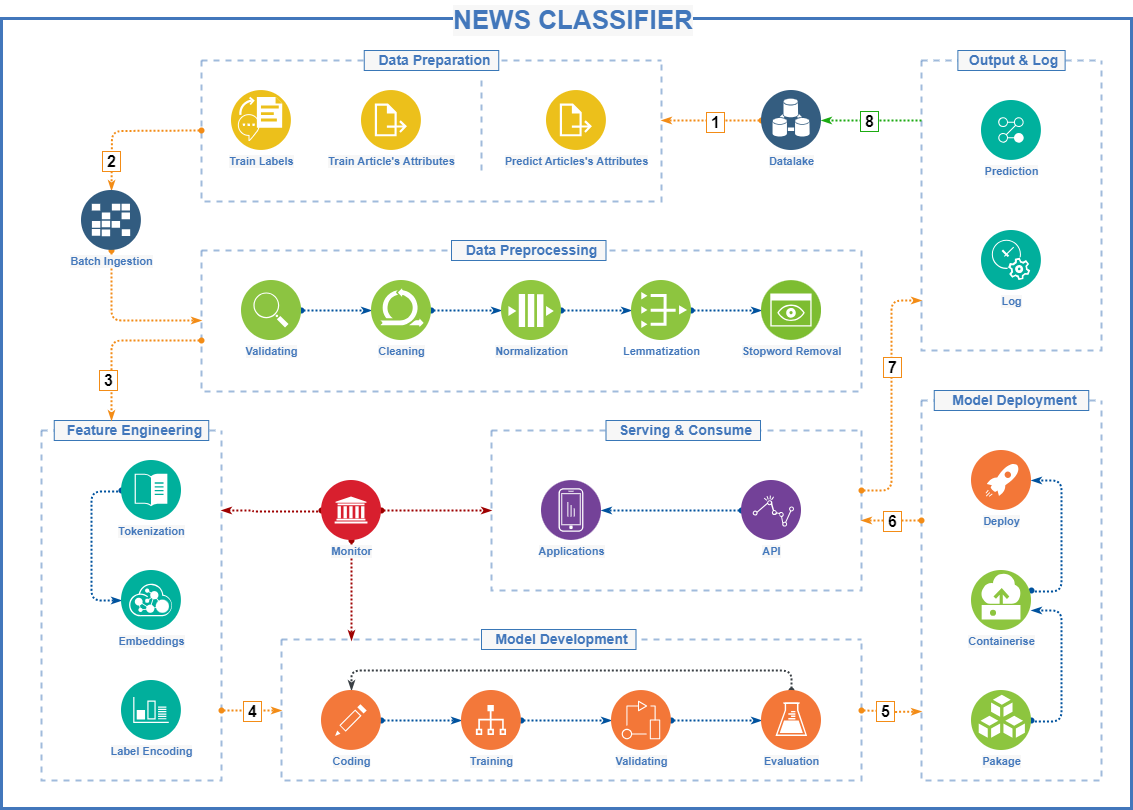 NEWS CLASSIFIER
Data Preparation
Train Labels
Train Article's Attributes
Predict Articles's Attributes
1
Datalake
8
Output & Log
Prediction
Log
2
Batch Ingestion
Data Preprocessing
Validating
Cleaning
Normalization
Lemmatization
Stopword Removal
3
7
Feature Engineering
Tokenization
Embeddings
Label Encoding
Monitor
Serving & Consume
Applications
API
6
Model Deployment
Deploy
Containerise
Pakage
4
Model Development
Coding
Training
Validating
Evaluation
5